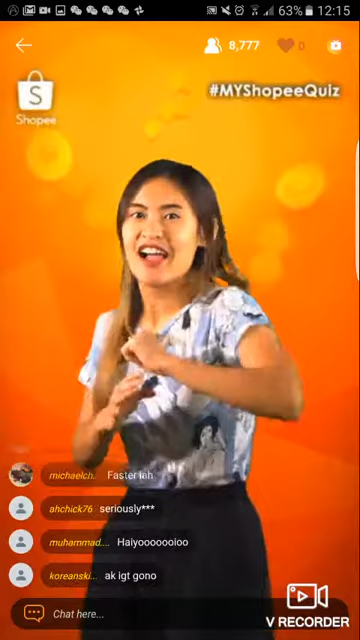 63% 12:15
8,777
0
#MYShopeeQuiz
S
Shopee
michaelch.. Faster lah
ahchick76 seriously***
muhammad.... Haiyooooooioo
koreanski... ak igt gono
Chat here...
V RECORDER